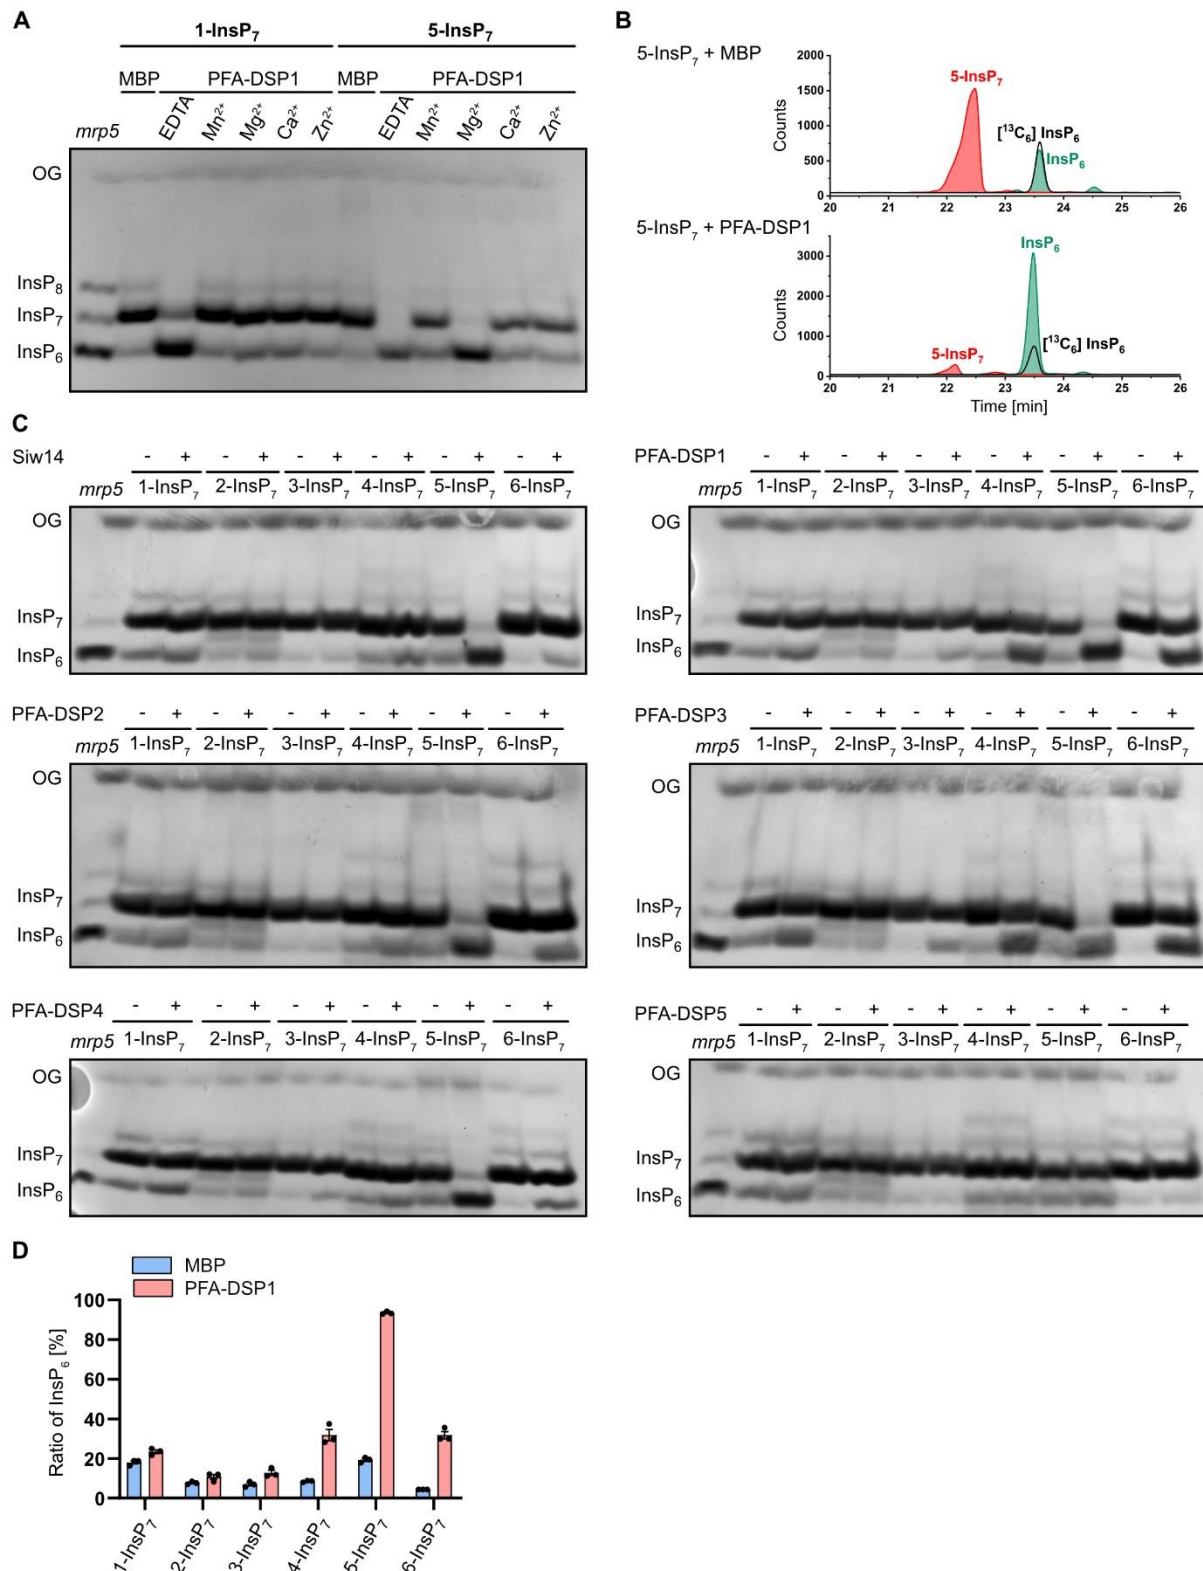 A
1-InsP₇ 5-InsP₇
MBP PFA-DSP1 MBP PFA-DSP1
mrp5 EDTA Mn²⁺ Mg²⁺ Ca²⁺ Zn²⁺ EDTA Mn²⁺ Mg²⁺ Ca²⁺ Zn²⁺
OG
InsP₈
InsP₇
InsP₆
B
5-InsP₇ + MBP
2000
1500
1000
500
0
Counts
5-InsP₇
[¹³C₆] InsP₆
InsP₆
20 21 22 23 24 25 26
5-InsP₇ + PFA-DSP1
3000
2000
1000
0
Counts
InsP₆
5-InsP₇
[¹³C₆] InsP₆
20 21 22 23 24 25 26
Time [min]
C
Siw14 - + - + - + - + - + - +
mrp5 1-InsP₇ 2-InsP₇ 3-InsP₇ 4-InsP₇ 5-InsP₇ 6-InsP₇
OG
InsP₇
InsP₆
PFA-DSP1 - + - + - + - + - + - +
mrp5 1-InsP₇ 2-InsP₇ 3-InsP₇ 4-InsP₇ 5-InsP₇ 6-InsP₇
OG
InsP₇
InsP₆
PFA-DSP2 - + - + - + - + - + - +
mrp5 1-InsP₇ 2-InsP₇ 3-InsP₇ 4-InsP₇ 5-InsP₇ 6-InsP₇
OG
InsP₇
InsP₆
PFA-DSP3 - + - + - + - + - + - +
mrp5 1-InsP₇ 2-InsP₇ 3-InsP₇ 4-InsP₇ 5-InsP₇ 6-InsP₇
OG
InsP₇
InsP₆
PFA-DSP4 - + - + - + - + - + - +
mrp5 1-InsP₇ 2-InsP₇ 3-InsP₇ 4-InsP₇ 5-InsP₇ 6-InsP₇
OG
InsP₇
InsP₆
PFA-DSP5 - + - + - + - + - + - +
mrp5 1-InsP₇ 2-InsP₇ 3-InsP₇ 4-InsP₇ 5-InsP₇ 6-InsP₇
OG
InsP₇
InsP₆
D
MBP
PFA-DSP1
Ratio of InsP₆ [%]
100
80
60
40
20
0
1-InsP₇ 2-InsP₇ 3-InsP₇ 4-InsP₇ 5-InsP₇ 6-InsP₇